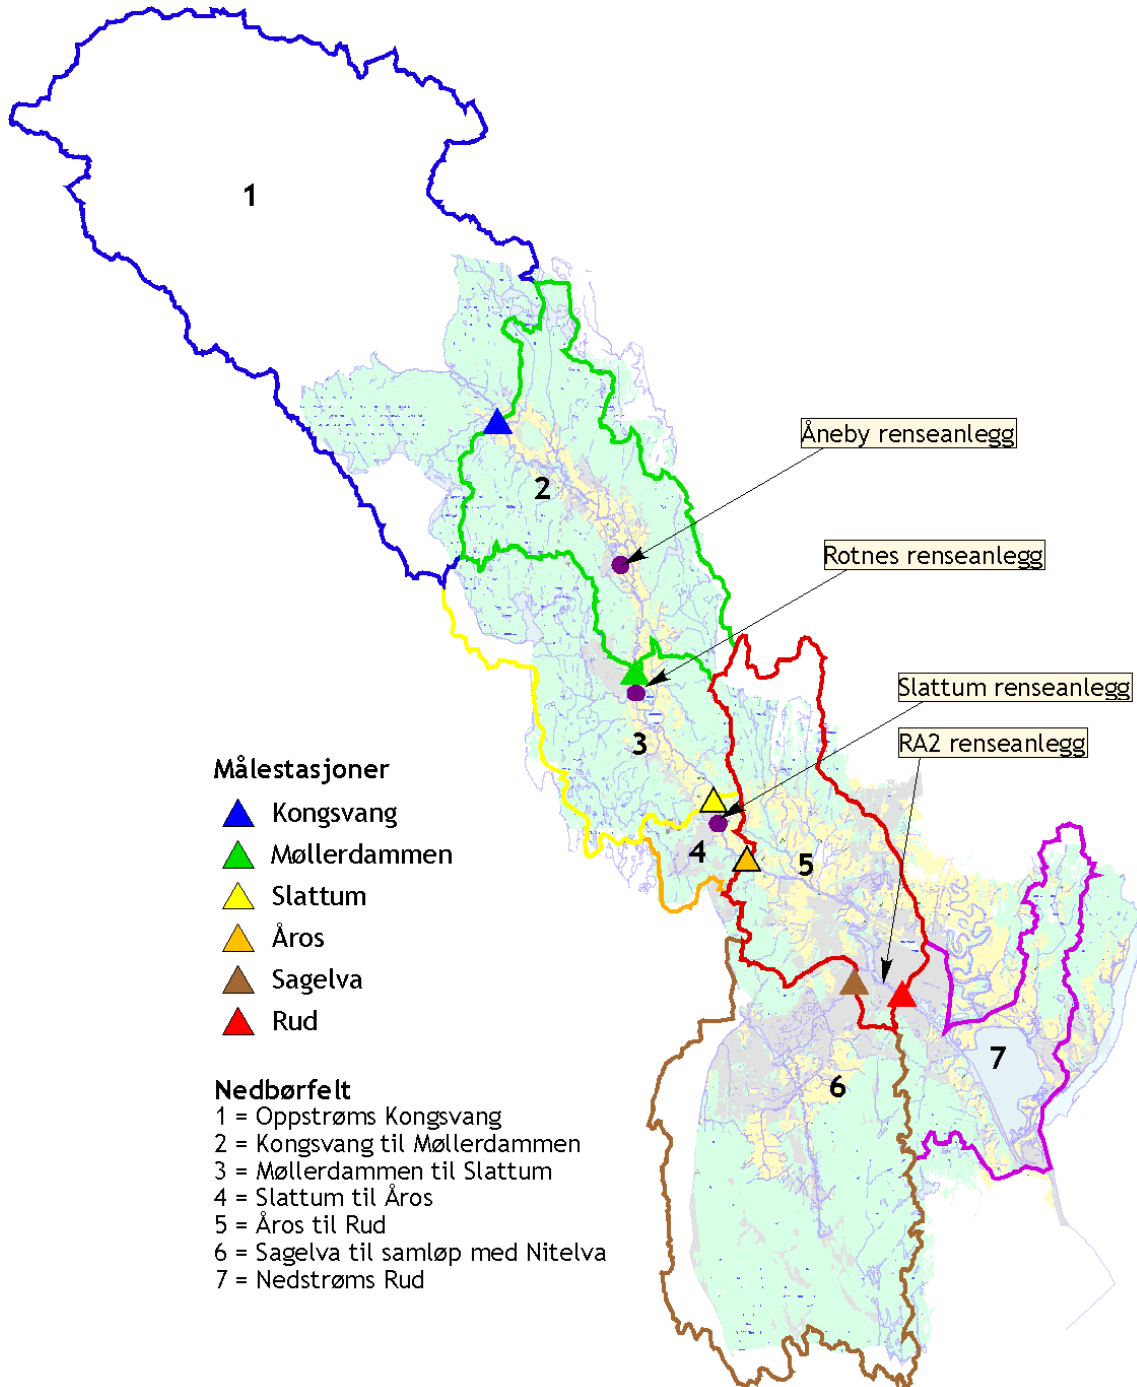 1
2
Åneby renseanlegg
Rotnes renseanlegg
Slattum renseanlegg
RA2 renseanlegg
3
4
5
6
7
Målestasjoner
Kongsvang
Møllerdammen
Slattum
Åros
Sagelva
Rud
Nedbørfelt
1 = Oppstrøms Kongsvang
2 = Kongsvang til Møllerdammen
3 = Møllerdammen til Slattum
4 = Slattum til Åros
5 = Åros til Rud
6 = Sagelva til samløp med Nitelva
7 = Nedstrøms Rud